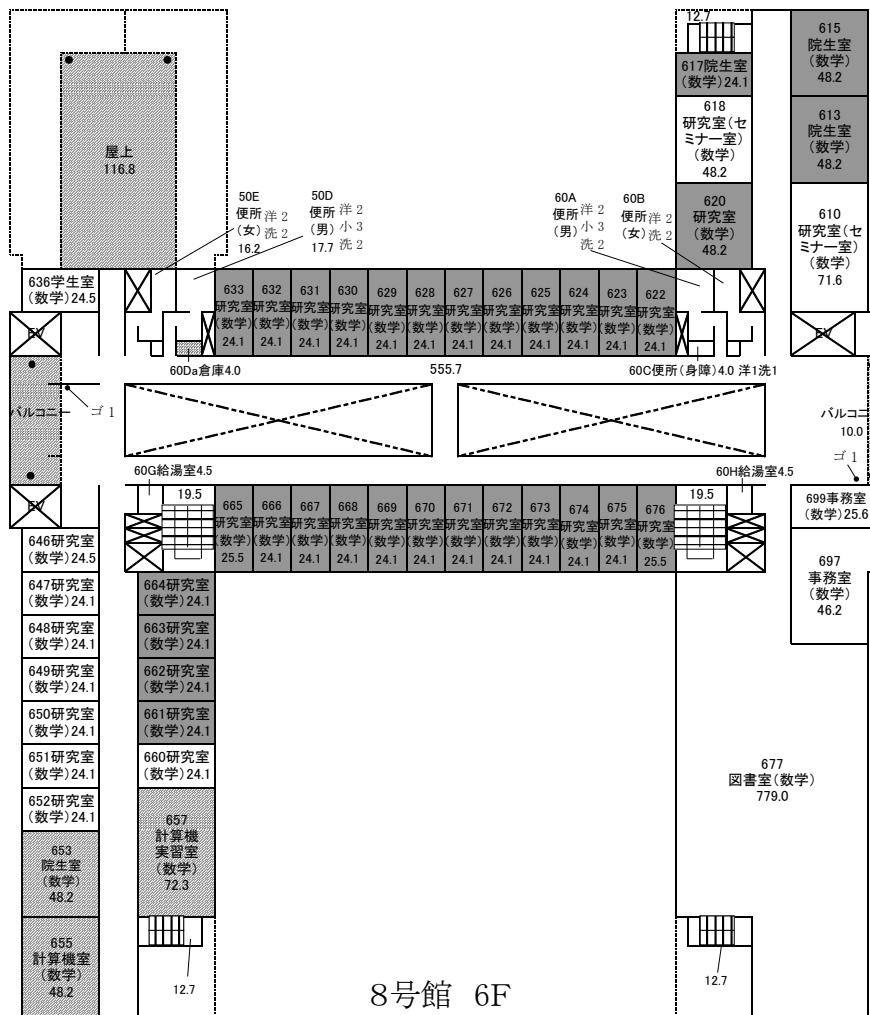 12.7
615
院生室
(数学)
48.2
617院生室
(数学)24.1
618
研究室(セ
ミナー室)
(数学)
48.2
613
院生室
(数学)
48.2
屋上
116.8
50E
便所
(女)
16.2
洋2
洗2
50D
便所
(男)
17.7
洋2
小3
洗2
60A
便所
(男)
洋2
小3
洗2
60B
便所
(女)
洋2
洗2
620
研究室
(数学)
48.2
610
研究室(セ
ミナー室)
(数学)
71.6
636学生室
(数学)24.5
633
研究室
(数学)
24.1
632
研究室
(数学)
24.1
631
研究室
(数学)
24.1
630
研究室
(数学)
24.1
629
研究室
(数学)
24.1
628
研究室
(数学)
24.1
627
研究室
(数学)
24.1
626
研究室
(数学)
24.1
625
研究室
(数学)
24.1
624
研究室
(数学)
24.1
623
研究室
(数学)
24.1
622
研究室
(数学)
24.1
EV
EV
60Da倉庫4.0
555.7
60C便所(身障)4.0 洋1洗1
バルコニー
ゴ1
バルコニ
10.0
ゴ1
60G給湯室4.5
60H給湯室4.5
EV
19.5
665
研究室
(数学)
25.5
666
研究室
(数学)
24.1
667
研究室
(数学)
24.1
668
研究室
(数学)
24.1
669
研究室
(数学)
24.1
670
研究室
(数学)
24.1
671
研究室
(数学)
24.1
672
研究室
(数学)
24.1
673
研究室
(数学)
24.1
674
研究室
(数学)
24.1
675
研究室
(数学)
24.1
676
研究室
(数学)
25.5
19.5
699事務室
(数学)25.6
697
事務室
(数学)
46.2
646研究室
(数学)24.5
647研究室
(数学)24.1
648研究室
(数学)24.1
649研究室
(数学)24.1
650研究室
(数学)24.1
651研究室
(数学)24.1
652研究室
(数学)24.1
653
院生室
(数学)
48.2
655
計算機室
(数学)
48.2
664研究室
(数学)24.1
663研究室
(数学)24.1
662研究室
(数学)24.1
661研究室
(数学)24.1
660研究室
(数学)24.1
657
計算機
実習室
(数学)
72.3
12.7
677
図書室(数学)
779.0
12.7
8号館 6F